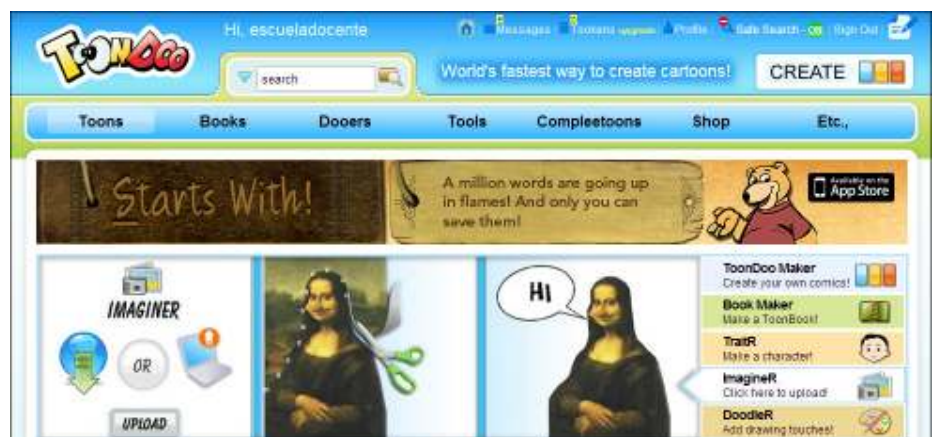 Hi, escueladocente
Messages Toonans upgrade Profile Safe Search - ON Sign Out
TOONDOO
search
World's fastest way to create cartoons!
CREATE
Toons Books Dooers Tools Compleetoons Shop Etc.,
Starts With!
A million words are going up
in flames! And only you can
save them!
Available on the
App Store
IMAGINER
OR
UPLOAD
HI
ToonDoo Maker
Create your own comics!
Book Maker
Make a ToonBook!
TraitR
Make a character!
ImagineR
Click here to upload!
DoodleR
Add drawing touches!